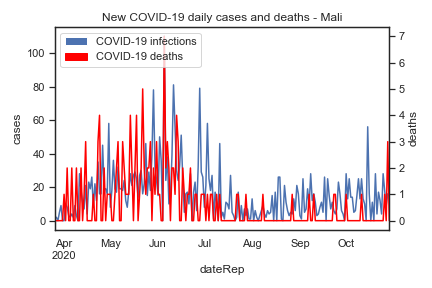 New COVID-19 daily cases and deaths - Mali
COVID-19 infections
COVID-19 deaths
cases
100
80
60
40
20
0
7
6
5
4
3
2
1
0
deaths
Apr May Jun Jul Aug Sep Oct
2020
dateRep